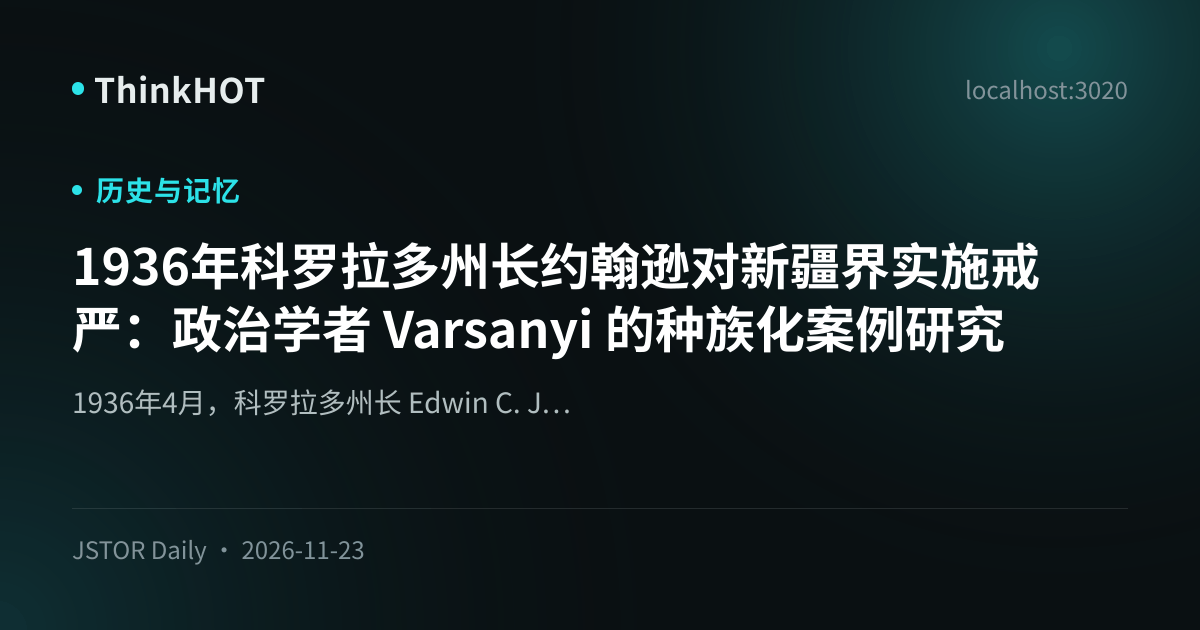 ThinkHOT
localhost:3020
历史与记忆
1936年科罗拉多州长约翰逊对新疆界实施戒
严：政治学者 Varsanyi 的种族化案例研究
1936年4月，科罗拉多州长 Edwin C. J…
JSTOR Daily · 2026-11-23